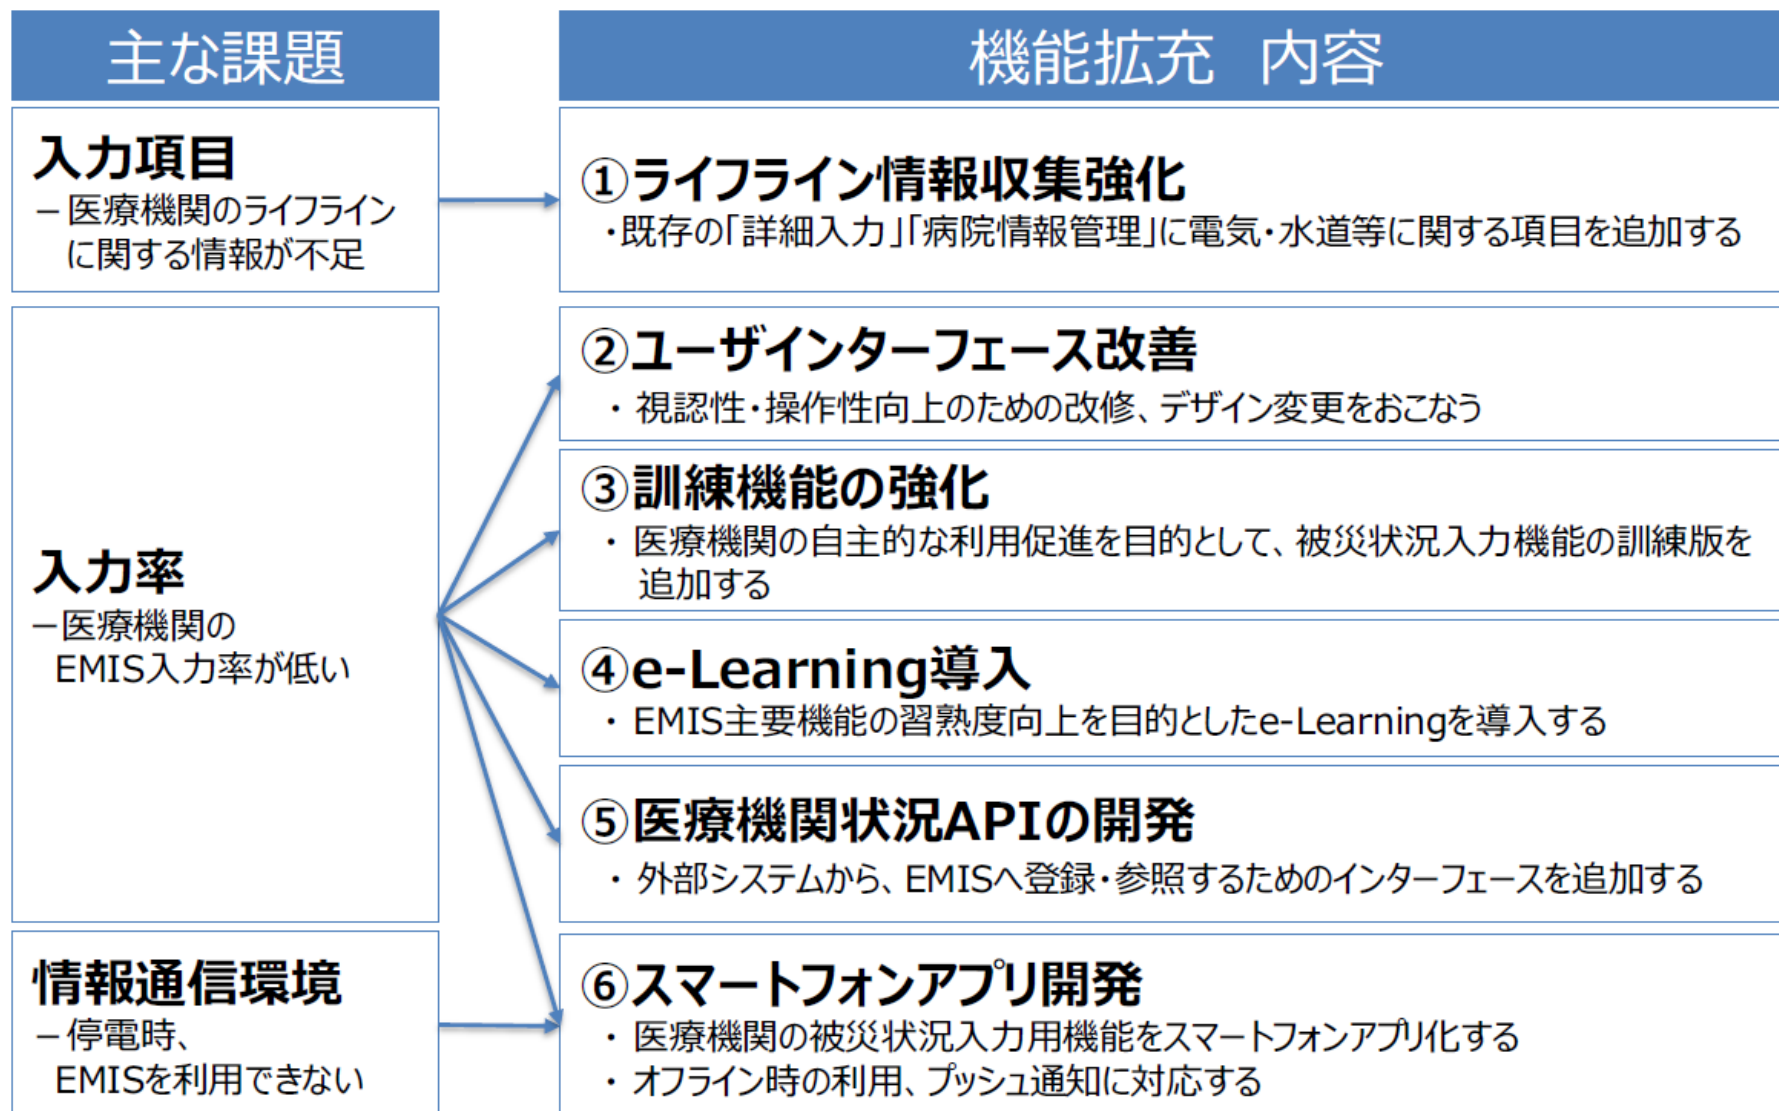 主な課題
機能拡充　内容
入力項目
－医療機関のライフライン
に関する情報が不足
①ライフライン情報収集強化
・既存の「詳細入力」「病院情報管理」に電気・水道等に関する項目を追加する
入力率
－医療機関の
EMIS入力率が低い
②ユーザインターフェース改善
・ 視認性・操作性向上のための改修、デザイン変更をおこなう
③訓練機能の強化
・ 医療機関の自主的な利用促進を目的として、被災状況入力機能の訓練版を
追加する
④e-Learning導入
・ EMIS主要機能の習熟度向上を目的としたe-Learningを導入する
⑤医療機関状況APIの開発
・ 外部システムから、EMISへ登録・参照するためのインターフェースを追加する
情報通信環境
－停電時、
EMISを利用できない
⑥スマートフォンアプリ開発
・ 医療機関の被災状況入力用機能をスマートフォンアプリ化する
・ オフライン時の利用、プッシュ通知に対応する